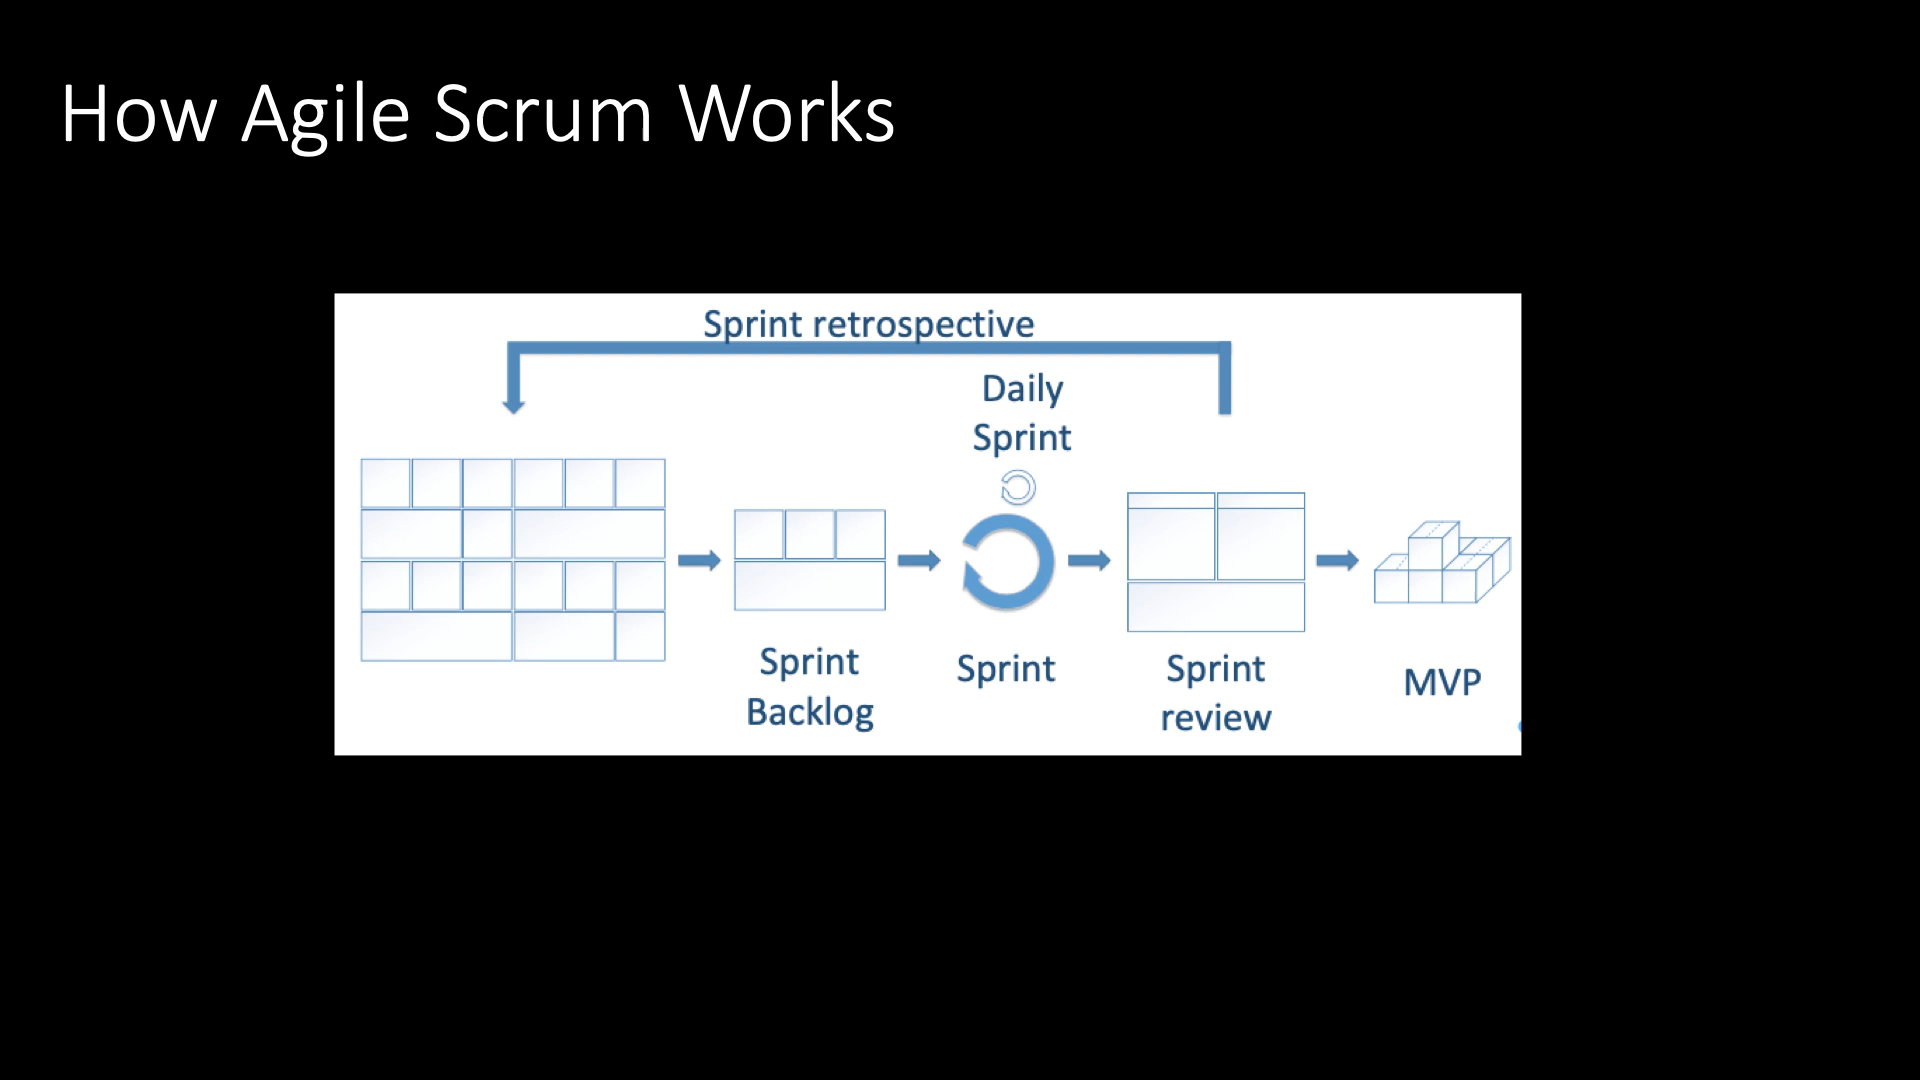 How Agile Scrum Works
Sprint retrospective
Daily
Sprint
Sprint
Backlog
Sprint
Sprint
review
MVP